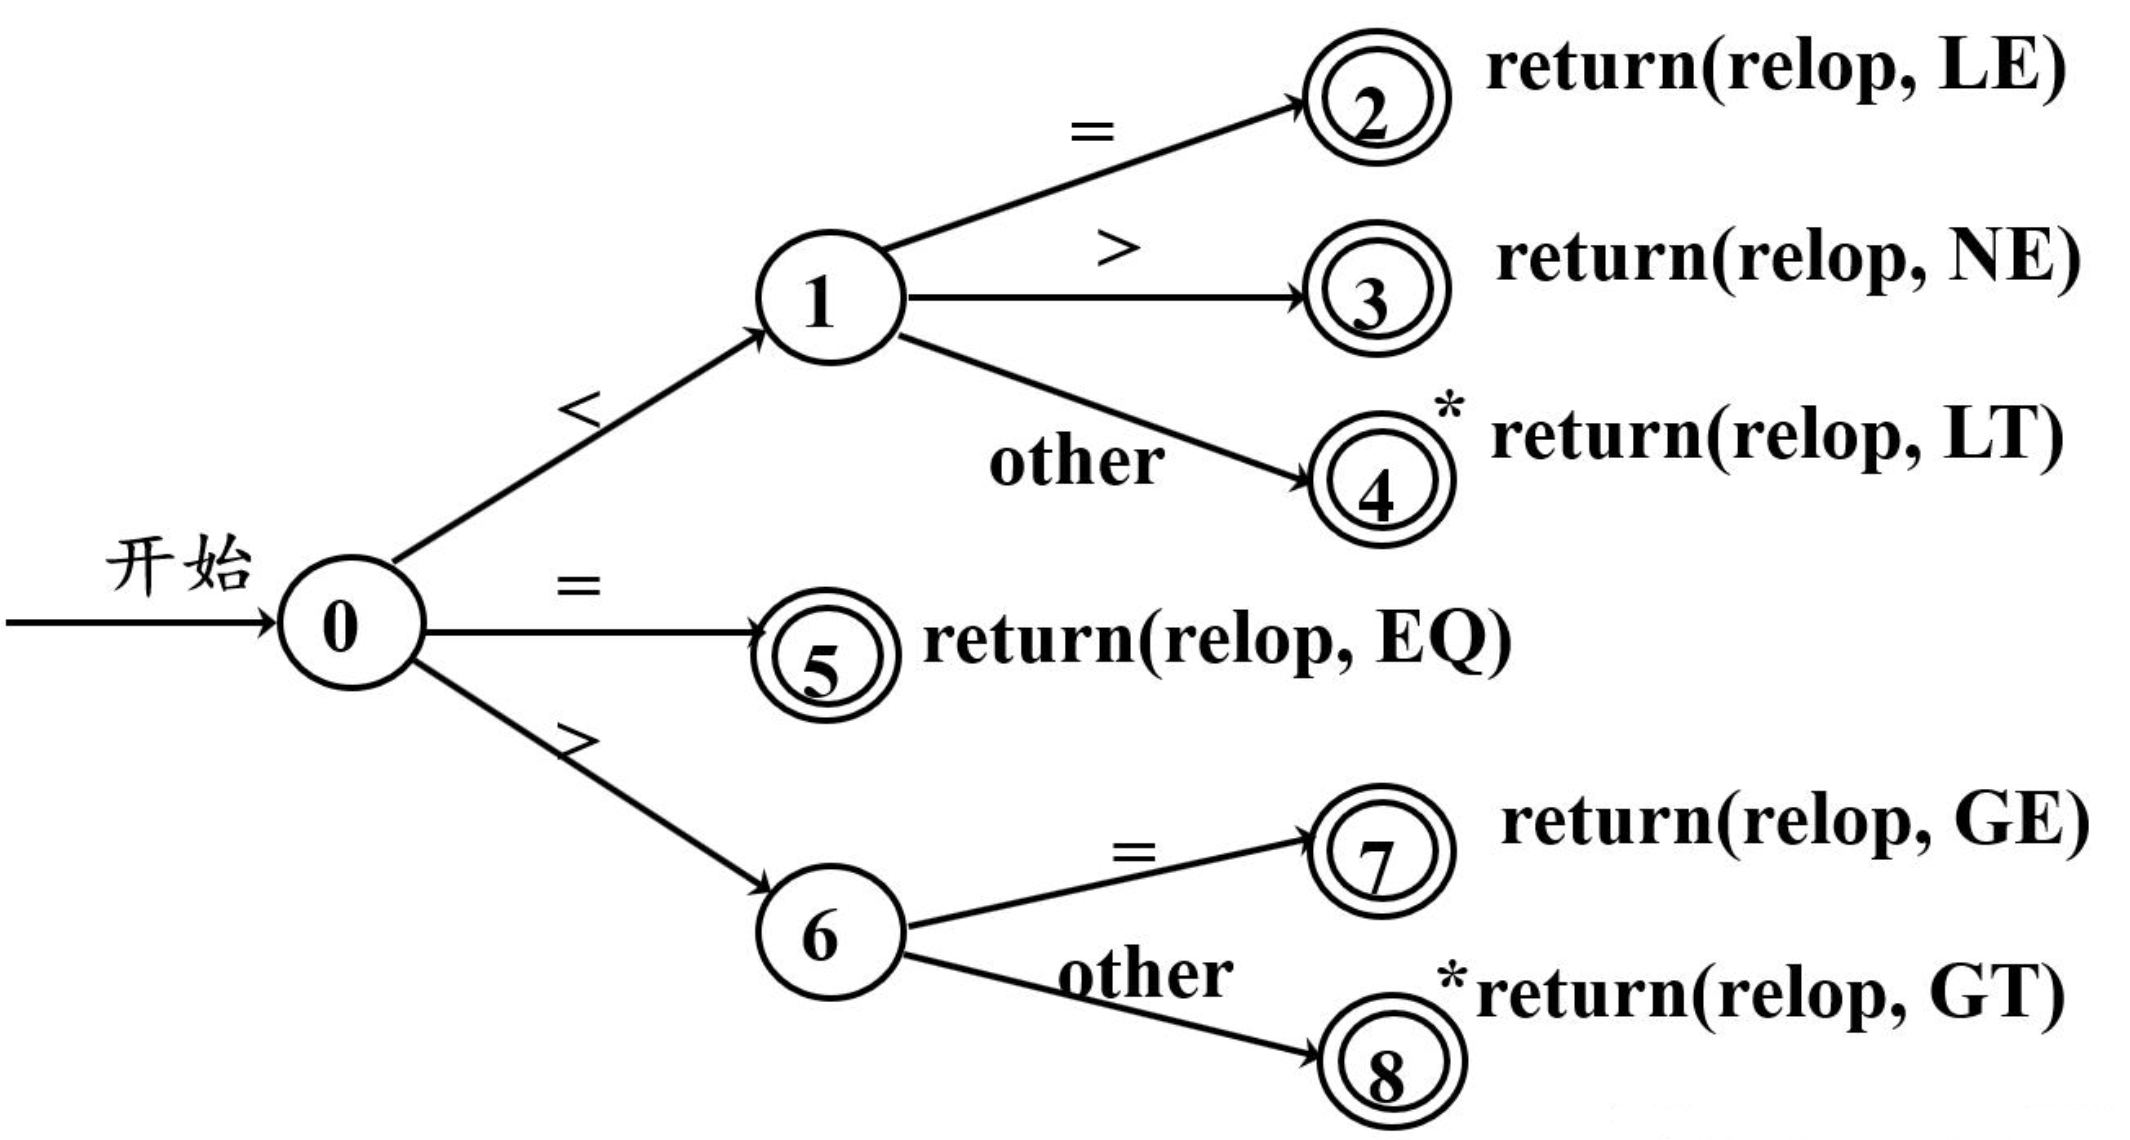 2 return(relop, LE)
=
> 3 return(relop, NE)
1
<
other 4 * return(relop, LT)
开始
0
=
5 return(relop, EQ)
>
= 7 return(relop, GE)
6
other 8 * return(relop, GT)